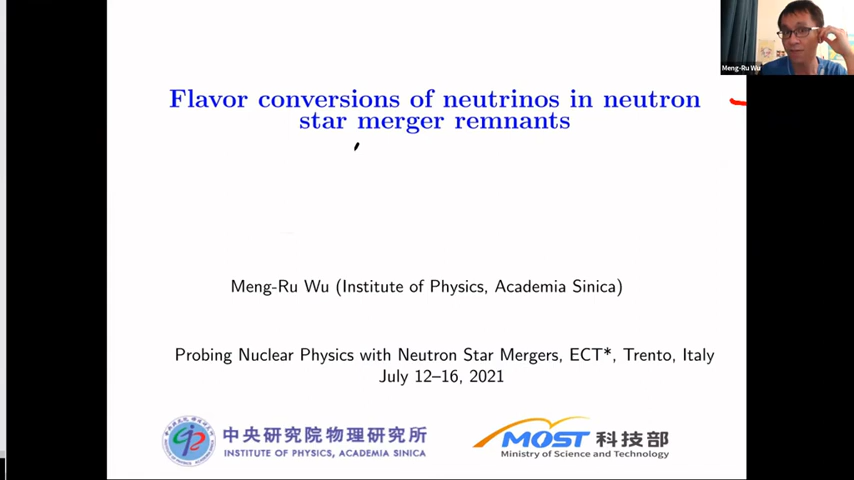 Meng-Ru Wu
Flavor conversions of neutrinos in neutron
star merger remnants
Meng-Ru Wu (Institute of Physics, Academia Sinica)
Probing Nuclear Physics with Neutron Star Mergers, ECT*, Trento, Italy
July 12–16, 2021
中央研究院物理研究所
INSTITUTE OF PHYSICS, ACADEMIA SINICA
MOST 科技部
Ministry of Science and Technology